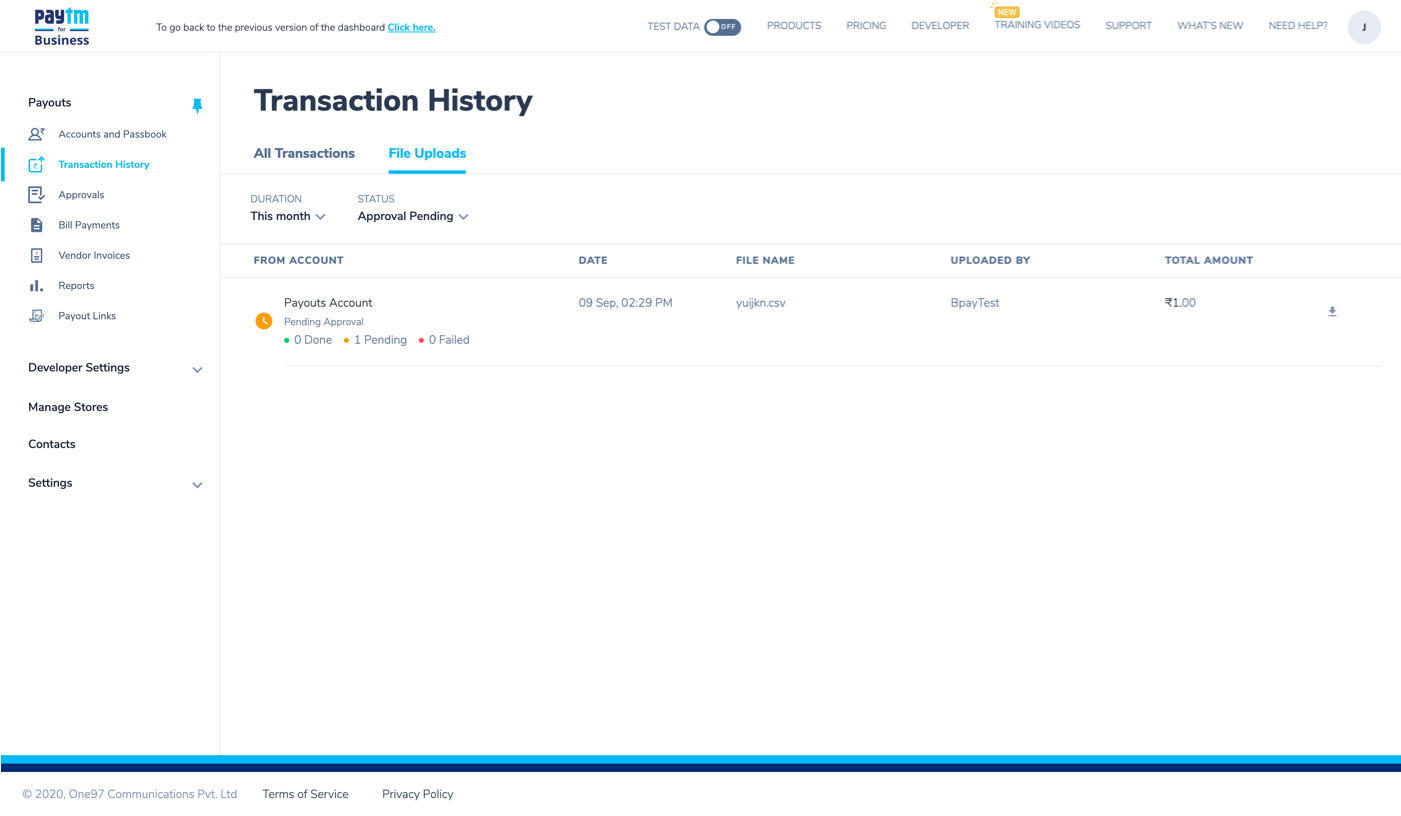 paytm
for
Business
To go back to the previous version of the dashboard Click here.
TEST DATA OFF
PRODUCTS
PRICING
DEVELOPER
NEW
TRAINING VIDEOS
SUPPORT
WHAT'S NEW
NEED HELP?
J
Payouts
Accounts and Passbook
Transaction History
Approvals
Bill Payments
Vendor Invoices
Reports
Payout Links
Developer Settings
Manage Stores
Contacts
Settings
Transaction History
All Transactions File Uploads
DURATION STATUS
This month Approval Pending
FROM ACCOUNT DATE FILE NAME UPLOADED BY TOTAL AMOUNT
Payouts Account 09 Sep, 02:29 PM yuijkn.csv BpayTest ₹1.00
Pending Approval
0 Done 1 Pending 0 Failed
© 2020, One97 Communications Pvt. Ltd Terms of Service Privacy Policy